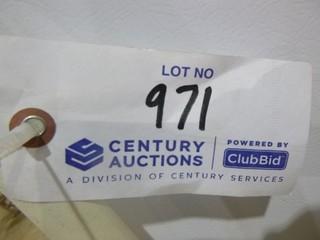 LOT NO
971
CENTURY AUCTIONS
POWERED BY
ClubBid
A DIVISION OF CENTURY SERVICES